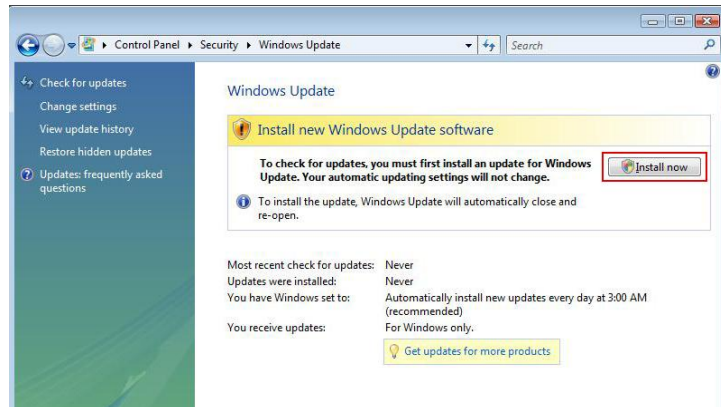 Control Panel Security Windows Update
Search
Check for updates
Change settings
View update history
Restore hidden updates
Updates: frequently asked
questions
Windows Update
Install new Windows Update software
To check for updates, you must first install an update for Windows
Update. Your automatic updating settings will not change.
Install now
To install the update, Windows Update will automatically close and
re-open.
Most recent check for updates: Never
Updates were installed: Never
You have Windows set to: Automatically install new updates every day at 3:00 AM
(recommended)
You receive updates: For Windows only.
Get updates for more products